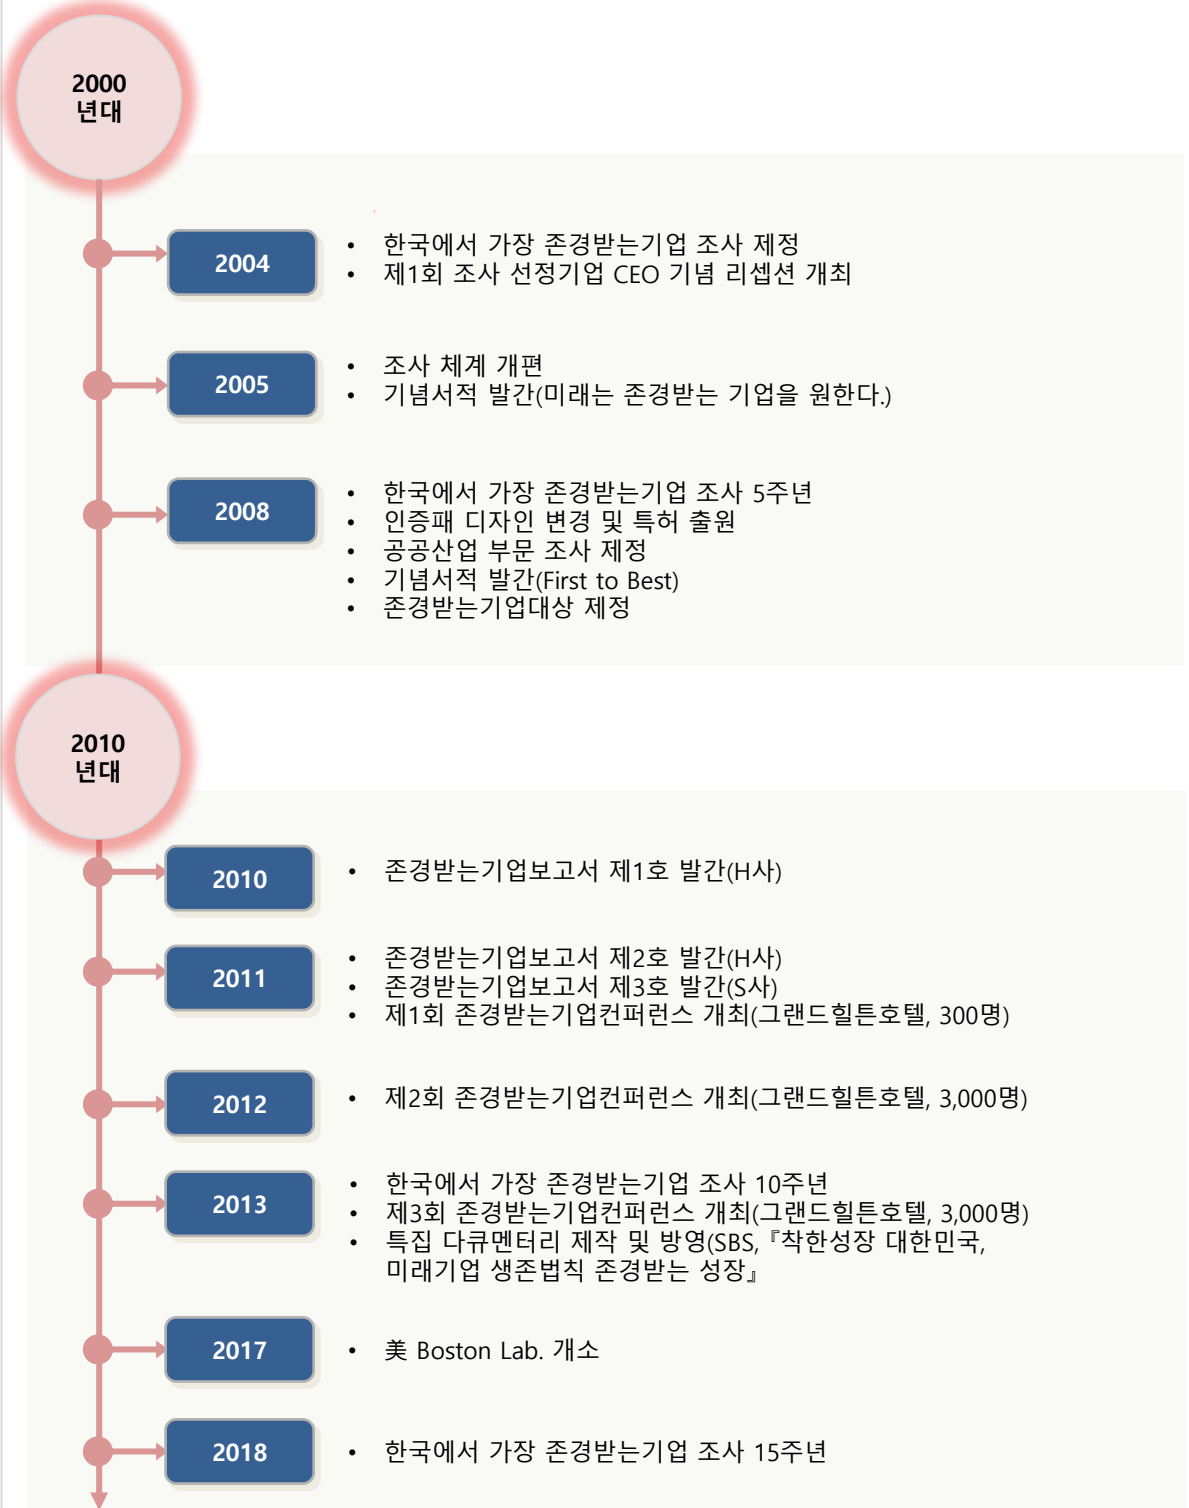 2000
년대
2004
• 한국에서 가장 존경받는기업 조사 제정
• 제1회 조사 선정기업 CEO 기념 리셉션 개최
2005
• 조사 체계 개편
• 기념서적 발간(미래는 존경받는 기업을 원한다.)
2008
• 한국에서 가장 존경받는기업 조사 5주년
• 인증패 디자인 변경 및 특허 출원
• 공공산업 부문 조사 제정
• 기념서적 발간(First to Best)
• 존경받는기업대상 제정
2010
년대
2010
• 존경받는기업보고서 제1호 발간(H사)
2011
• 존경받는기업보고서 제2호 발간(H사)
• 존경받는기업보고서 제3호 발간(S사)
• 제1회 존경받는기업컨퍼런스 개최(그랜드힐튼호텔, 300명)
2012
• 제2회 존경받는기업컨퍼런스 개최(그랜드힐튼호텔, 3,000명)
2013
• 한국에서 가장 존경받는기업 조사 10주년
• 제3회 존경받는기업컨퍼런스 개최(그랜드힐튼호텔, 3,000명)
• 특집 다큐멘터리 제작 및 방영(SBS,『착한성장 대한민국,
미래기업 생존법칙 존경받는 성장』
2017
• 美 Boston Lab. 개소
2018
• 한국에서 가장 존경받는기업 조사 15주년